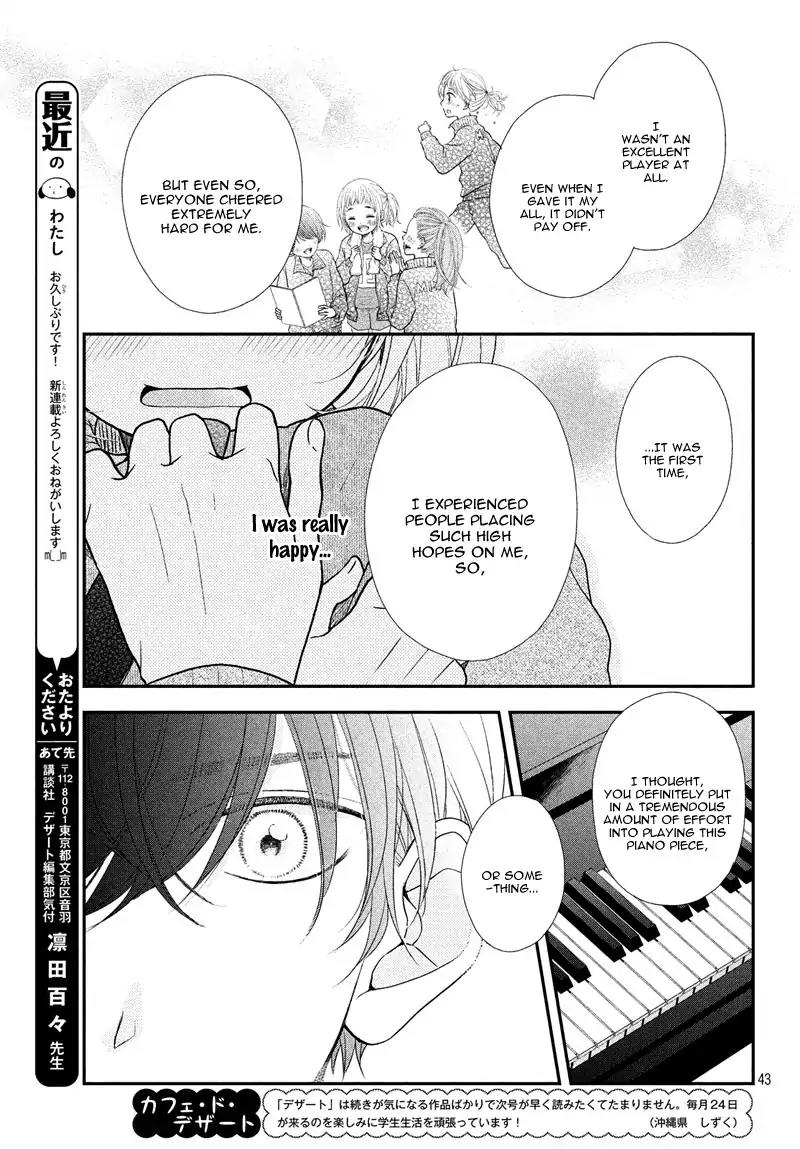 I
WASN'T AN
EXCELLENT
PLAYER AT
ALL.
EVEN WHEN I
GAVE IT MY
ALL, IT DIDN'T
PAY OFF.
BUT EVEN SO,
EVERYONE CHEERED
EXTREMELY
HARD FOR ME.
...IT WAS
THE FIRST
TIME,
I EXPERIENCED
PEOPLE PLACING
SUCH HIGH
HOPES ON ME,
SO,
I was really
happy...
I THOUGHT,
YOU DEFINITELY PUT
IN A TREMENDOUS
AMOUNT OF EFFORT
INTO PLAYING THIS
PIANO PIECE,
OR SOME
-THING...
最近のわたし
お久しぶりです! 新連載よろしくおねがいしますm(_)m
おたより
ください
あて先
〒112-8001東京都文京区音羽
講談社 デザート編集部気付
凛田百々先生
カフェ・ド・
デザート
「デザート」は続きが気になる作品ばかりで次号が早く読みたくてたまりません。毎月24日
が来るのを楽しみに学生生活を頑張っています!
(沖縄県 しずく)
43